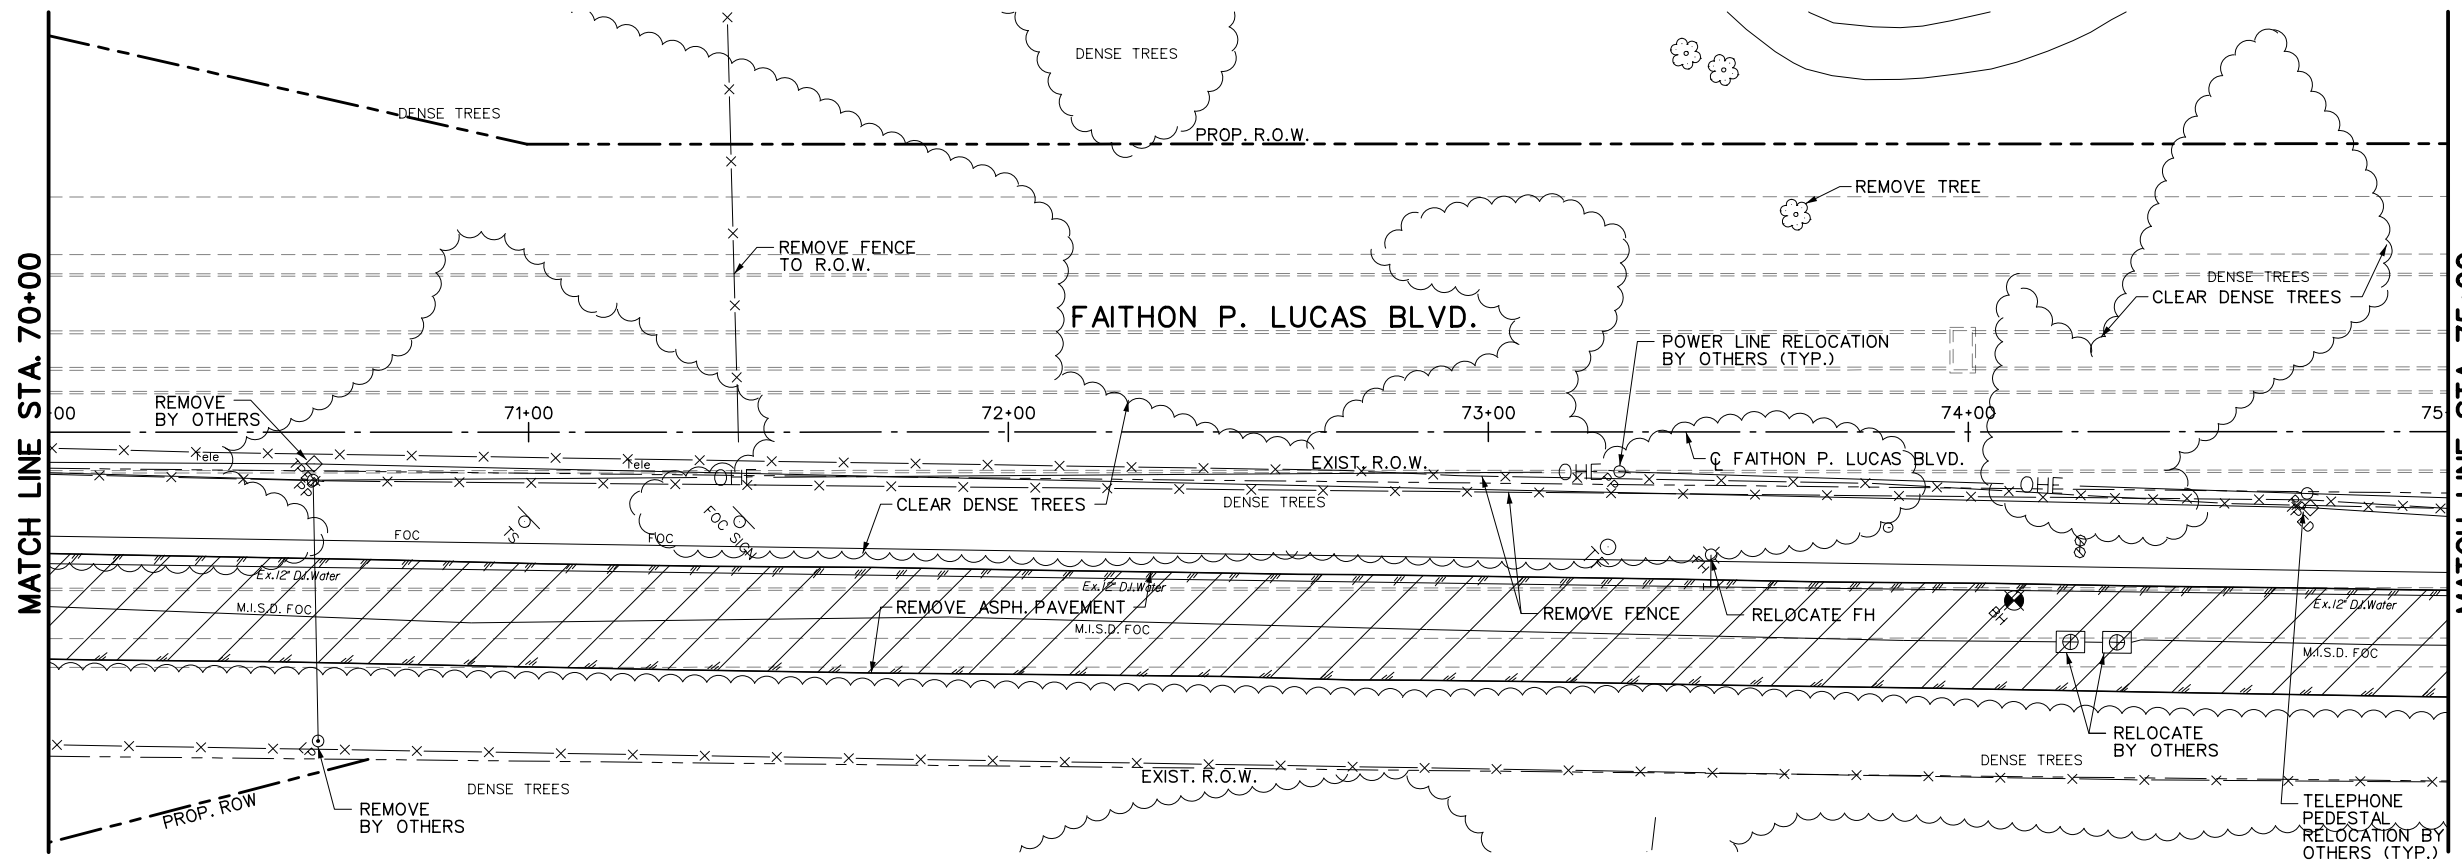 DENSE TREES
DENSE TREES
PROP. R.O.W.
REMOVE TREE
REMOVE FENCE
TO R.O.W.
DENSE TREES
CLEAR DENSE TREES
FAITHON P. LUCAS BLVD.
POWER LINE RELOCATION
BY OTHERS (TYP.)
MATCH LINE STA. 70+00
REMOVE
BY OTHERS
00
71+00
72+00
73+00
74+00
75
Tele
Tele
EXIST. R.O.W.
OHE
OHE
OHE
℄ FAITHON P. LUCAS BLVD.
CLEAR DENSE TREES
DENSE TREES
TS
FOC SIGN
FOC
FOC
Ex.12" D.I.Water
Ex.12" D.I.Water
Ex.12" D.I.Water
M.I.S.D. FOC
REMOVE ASPH. PAVEMENT
M.I.S.D. FOC
REMOVE FENCE
RELOCATE FH
BH
M.I.S.D. FOC
RELOCATE
BY OTHERS
DENSE TREES
EXIST. R.O.W.
DENSE TREES
PROP. ROW
REMOVE
BY OTHERS
TELEPHONE
PEDESTAL
RELOCATION BY
OTHERS (TYP.)